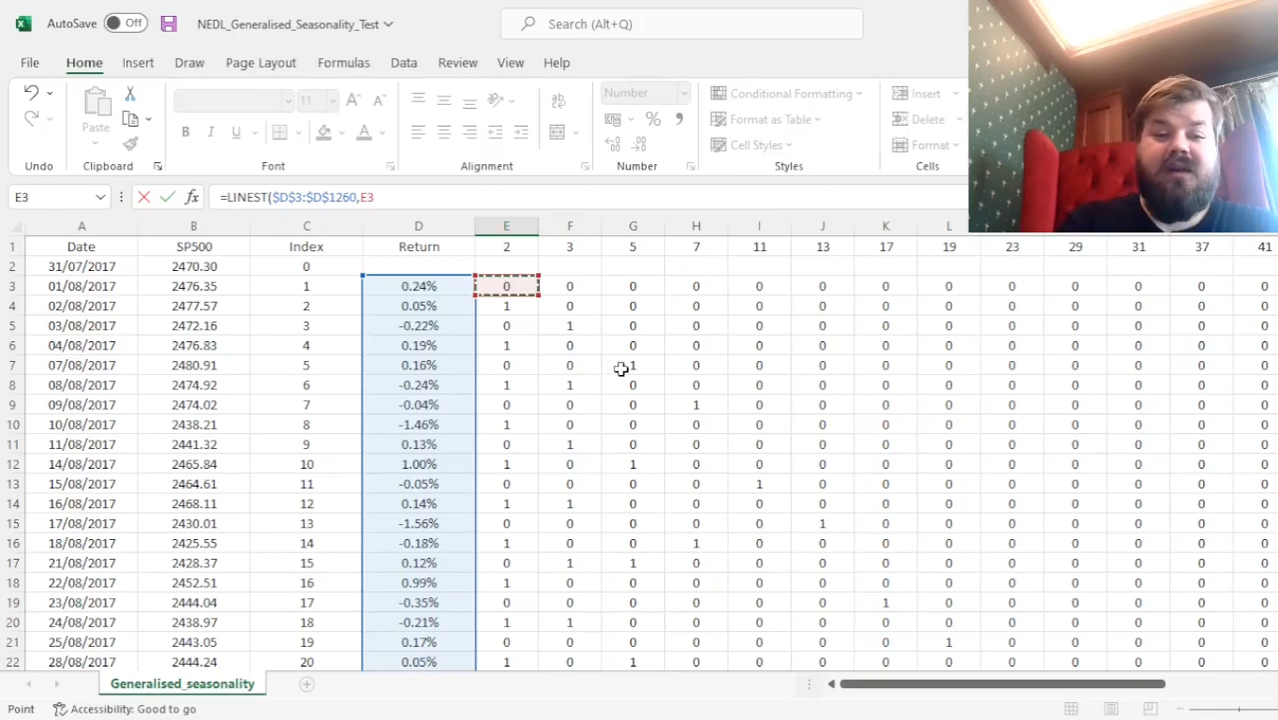 AutoSave Off NEDL_Generalised_Seasonality_Test Search (Alt+Q)
File Home Insert Draw Page Layout Formulas Data Review View Help
Paste 11 A A B I U A Number % Conditional Formatting Format as Table Cell Styles Insert Delete Format
Undo Clipboard Font Alignment Number Styles Cells
E3 fx =LINEST($D$3:$D$1260,E3
A B C D E F G H I J K L M N O P
1 Date SP500 Index Return 2 3 5 7 11 13 17 19 23 29 31 37 41
2 31/07/2017 2470.30 0
3 01/08/2017 2476.35 1 0.24% 0 0 0 0 0 0 0 0 0 0 0 0 0
4 02/08/2017 2477.57 2 0.05% 1 0 0 0 0 0 0 0 0 0 0 0 0
5 03/08/2017 2472.16 3 -0.22% 0 1 0 0 0 0 0 0 0 0 0 0 0
6 04/08/2017 2476.83 4 0.19% 1 0 0 0 0 0 0 0 0 0 0 0 0
7 07/08/2017 2480.91 5 0.16% 0 0 1 0 0 0 0 0 0 0 0 0 0
8 08/08/2017 2474.92 6 -0.24% 1 1 0 0 0 0 0 0 0 0 0 0 0
9 09/08/2017 2474.02 7 -0.04% 0 0 0 1 0 0 0 0 0 0 0 0 0
10 10/08/2017 2438.21 8 -1.46% 1 0 0 0 0 0 0 0 0 0 0 0 0
11 11/08/2017 2441.32 9 0.13% 0 1 0 0 0 0 0 0 0 0 0 0 0
12 14/08/2017 2465.84 10 1.00% 1 0 1 0 0 0 0 0 0 0 0 0 0
13 15/08/2017 2464.61 11 -0.05% 0 0 0 0 1 0 0 0 0 0 0 0 0
14 16/08/2017 2468.11 12 0.14% 1 1 0 0 0 0 0 0 0 0 0 0 0
15 17/08/2017 2430.01 13 -1.56% 0 0 0 0 0 1 0 0 0 0 0 0 0
16 18/08/2017 2425.55 14 -0.18% 1 0 0 1 0 0 0 0 0 0 0 0 0
17 21/08/2017 2428.37 15 0.12% 0 1 1 0 0 0 0 0 0 0 0 0 0
18 22/08/2017 2452.51 16 0.99% 1 0 0 0 0 0 0 0 0 0 0 0 0
19 23/08/2017 2444.04 17 -0.35% 0 0 0 0 0 0 1 0 0 0 0 0 0
20 24/08/2017 2438.97 18 -0.21% 1 1 0 0 0 0 0 0 0 0 0 0 0
21 25/08/2017 2443.05 19 0.17% 0 0 0 0 0 0 0 1 0 0 0 0 0
22 28/08/2017 2444.24 20 0.05% 1 0 1 0 0 0 0 0 0 0 0 0 0
Generalised_seasonality
Point Accessibility: Good to go